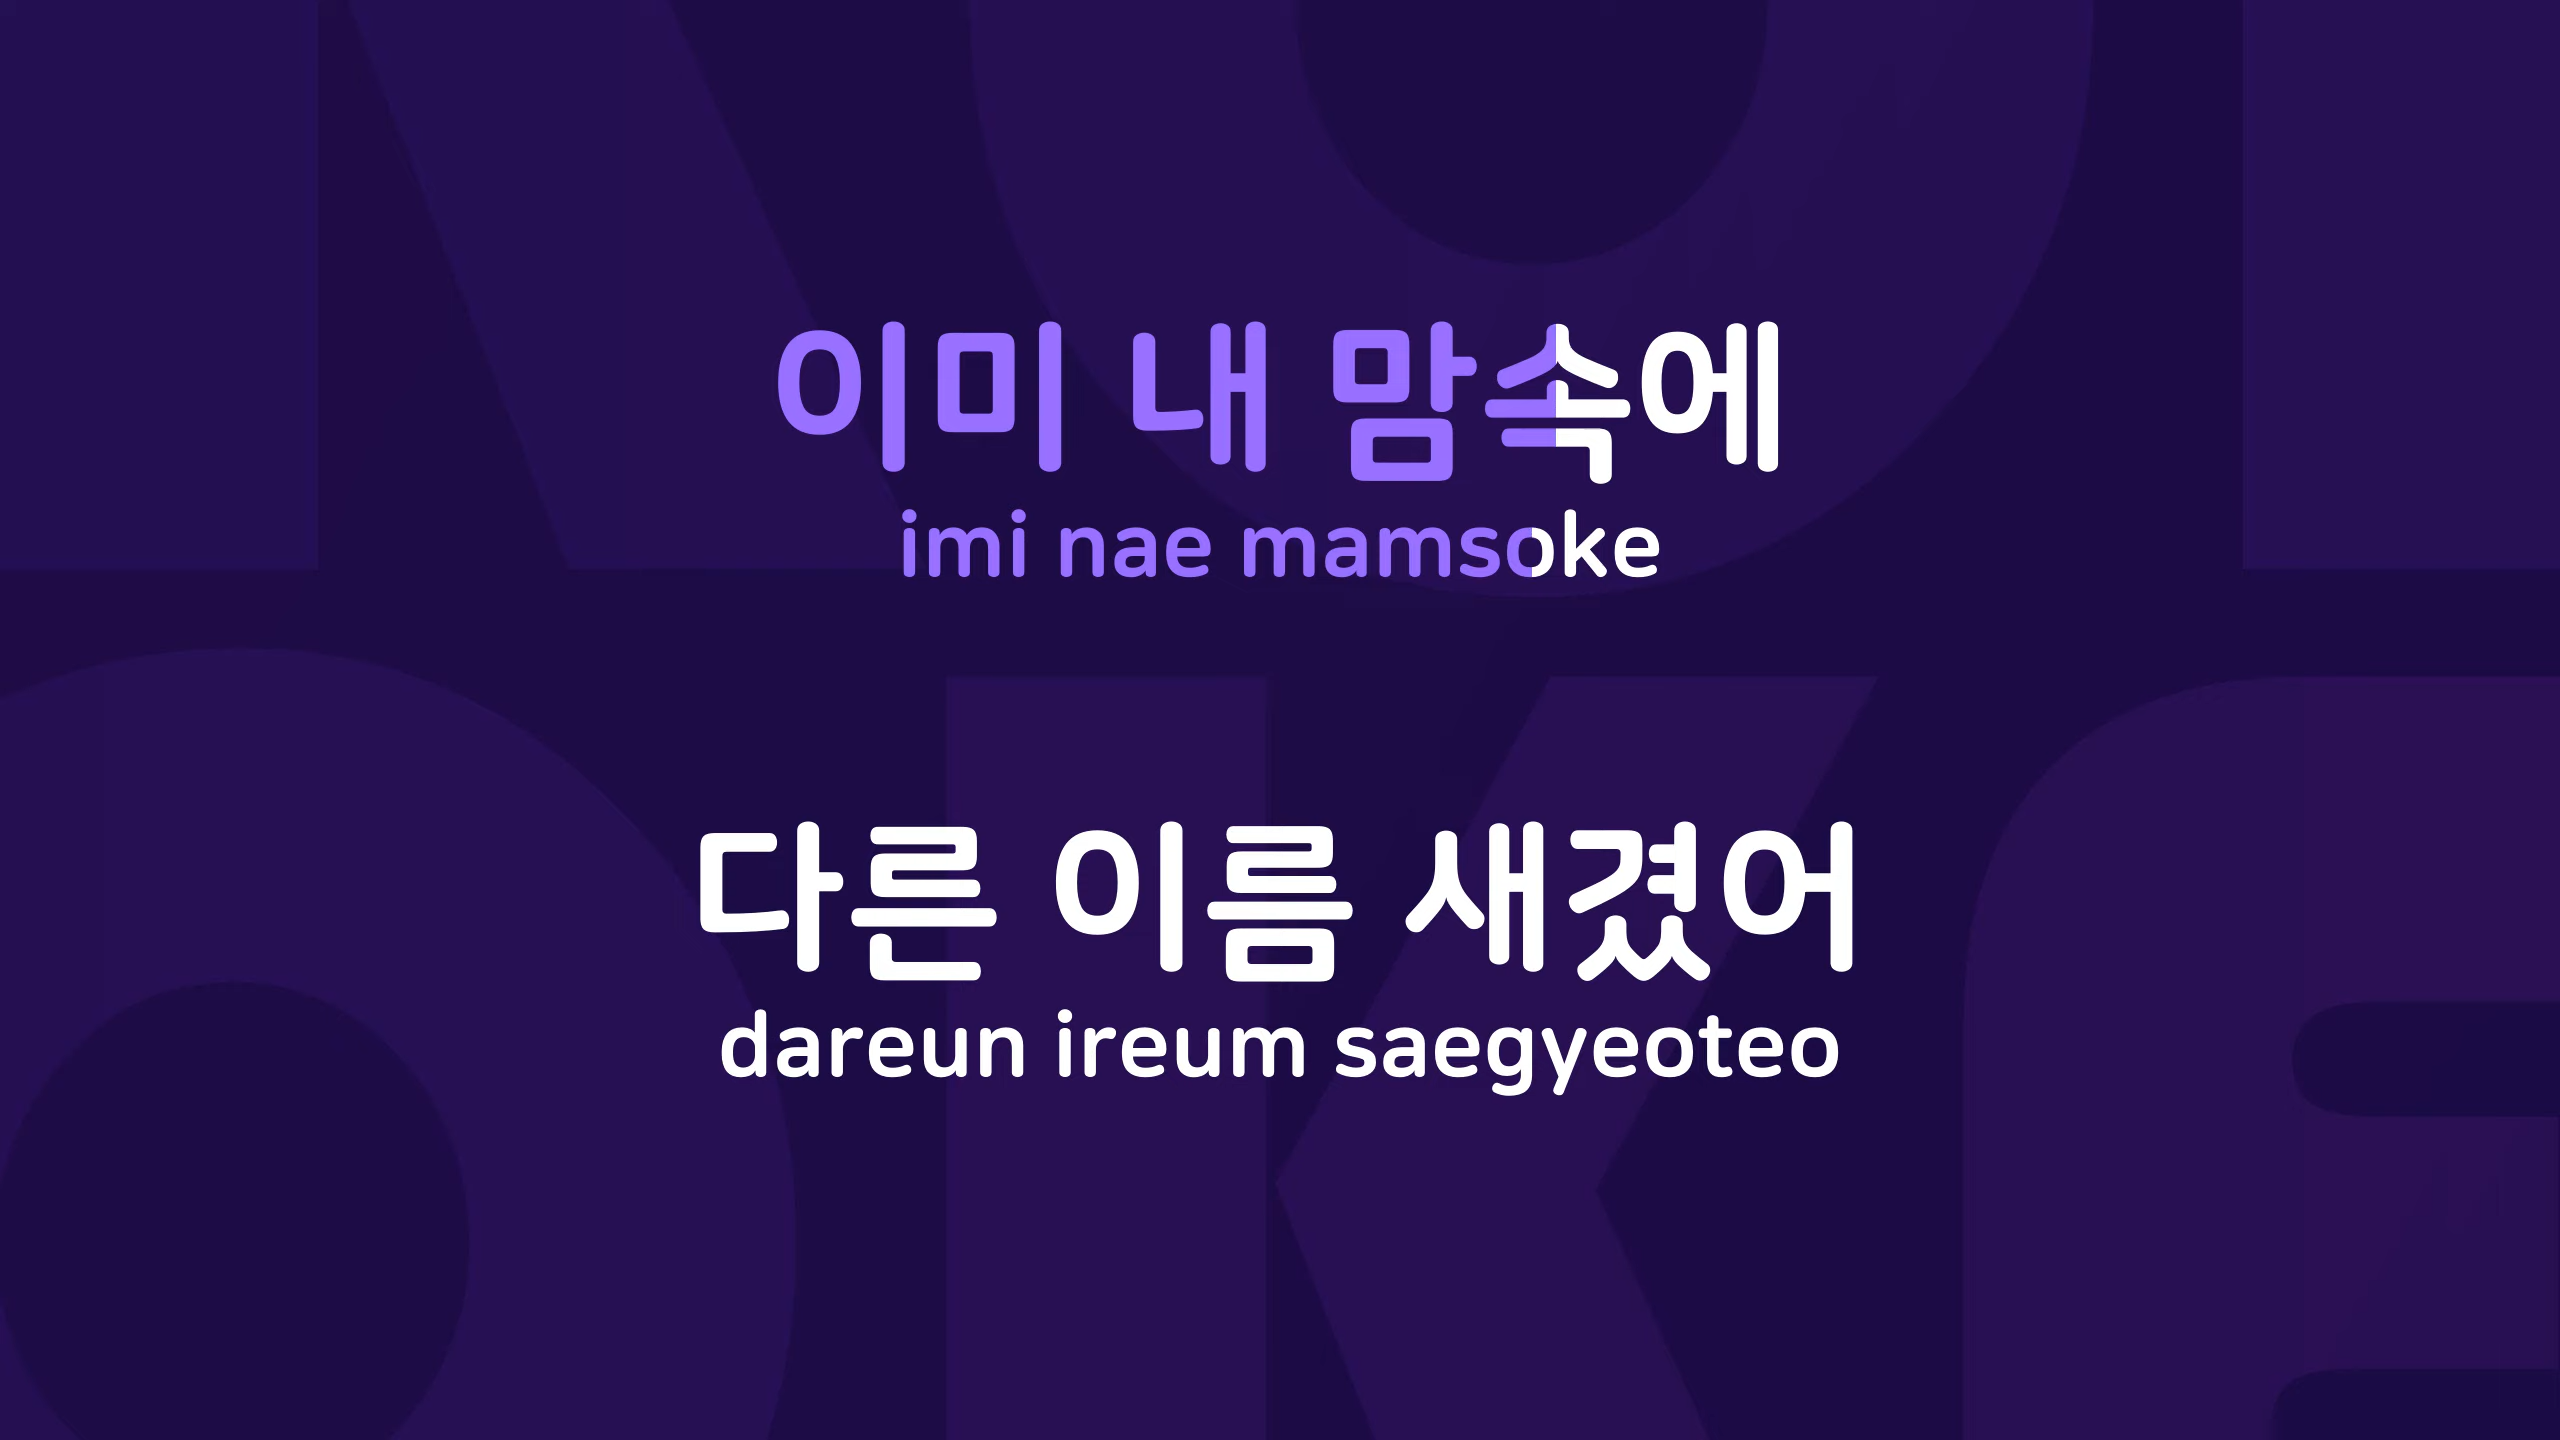 이미 내 맘속에
imi nae mamsoke
다른 이름 새겼어
dareun ireum saegyeoteo